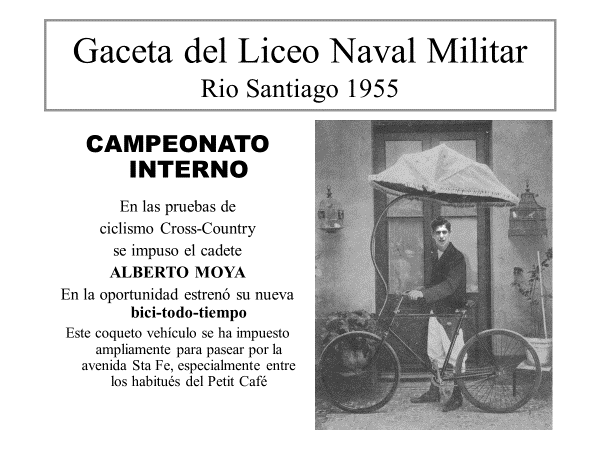 Gaceta del Liceo Naval Militar
Rio Santiago 1955
CAMPEONATO
INTERNO
En las pruebas de
ciclismo Cross-Country
se impuso el cadete
ALBERTO MOYA
En la oportunidad estrenó su nueva
bici-todo-tiempo
Este coqueto vehículo se ha impuesto
ampliamente para pasear por la
avenida Sta Fe, especialmente entre
los habitués del Petit Café